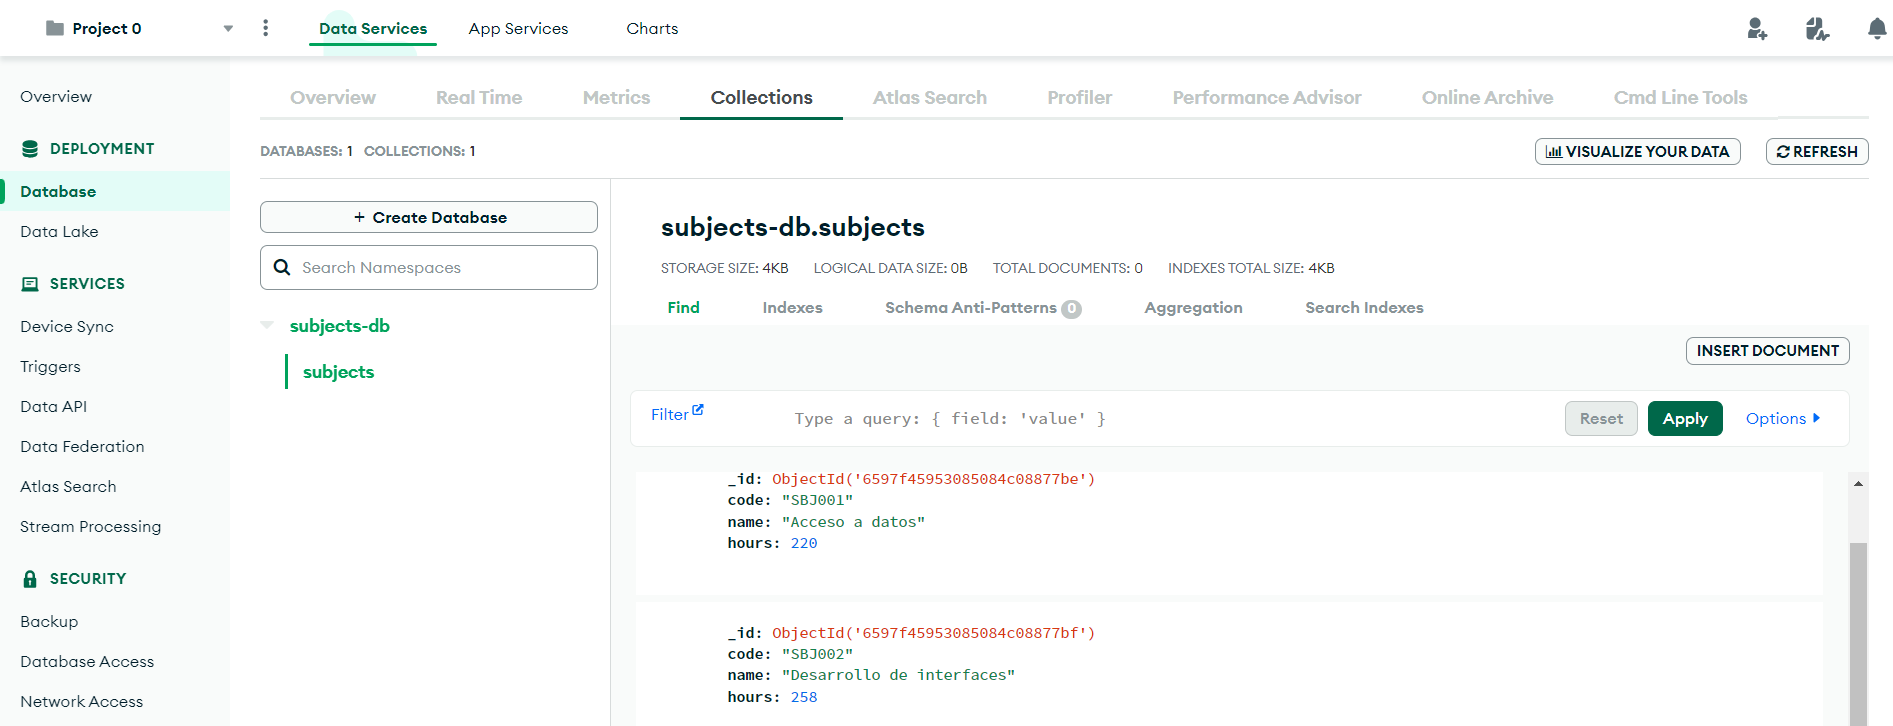 Project 0
Data Services
App Services
Charts
Overview
DEPLOYMENT
Database
Data Lake
SERVICES
Device Sync
Triggers
Data API
Data Federation
Atlas Search
Stream Processing
SECURITY
Backup
Database Access
Network Access
Overview
Real Time
Metrics
Collections
Atlas Search
Profiler
Performance Advisor
Online Archive
Cmd Line Tools
DATABASES: 1 COLLECTIONS: 1
VISUALIZE YOUR DATA
REFRESH
+ Create Database
Search Namespaces
subjects-db
subjects
subjects-db.subjects
STORAGE SIZE: 4KB LOGICAL DATA SIZE: 0B TOTAL DOCUMENTS: 0 INDEXES TOTAL SIZE: 4KB
Find
Indexes
Schema Anti-Patterns 0
Aggregation
Search Indexes
INSERT DOCUMENT
Filter
Type a query: { field: 'value' }
Reset
Apply
Options
_id: ObjectId('6597f45953085084c08877be')
code: "SBJ001"
name: "Acceso a datos"
hours: 220
_id: ObjectId('6597f45953085084c08877bf')
code: "SBJ002"
name: "Desarrollo de interfaces"
hours: 258